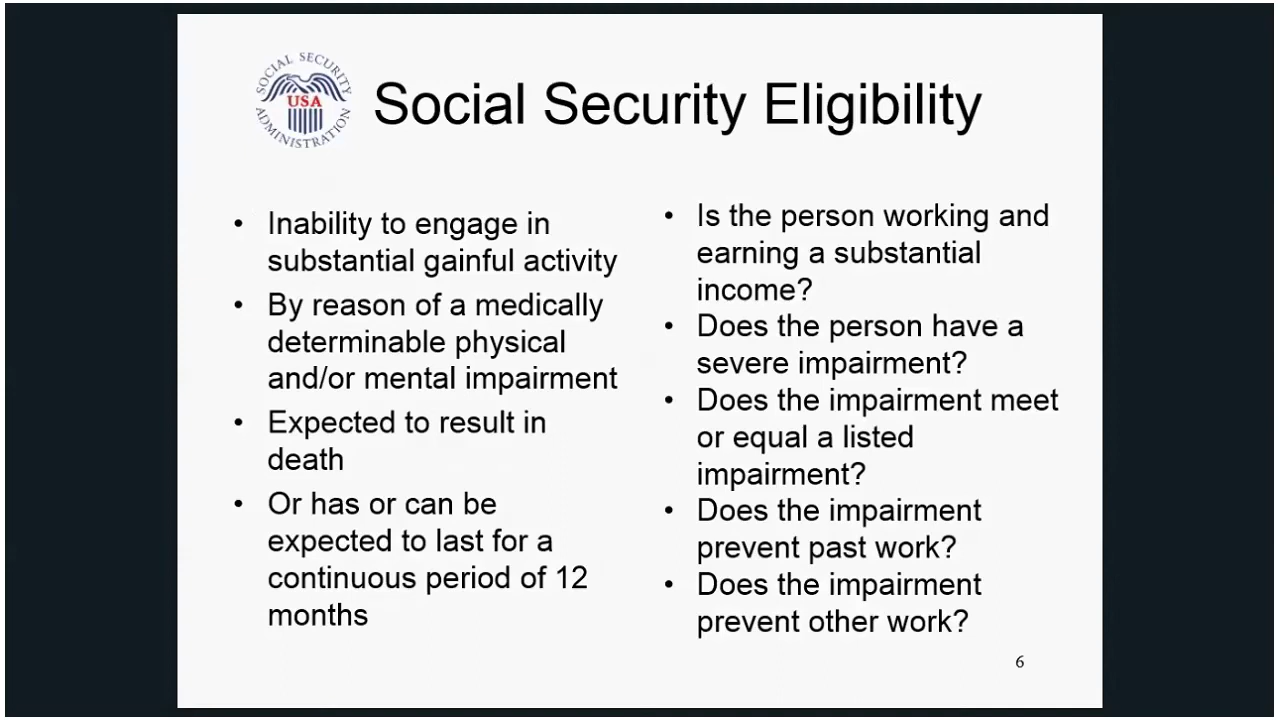 SOCIAL SECURITY
USA
ADMINISTRATION
Social Security Eligibility
• Inability to engage in
substantial gainful activity
• By reason of a medically
determinable physical
and/or mental impairment
• Expected to result in
death
• Or has or can be
expected to last for a
continuous period of 12
months
• Is the person working and
earning a substantial
income?
• Does the person have a
severe impairment?
• Does the impairment meet
or equal a listed
impairment?
• Does the impairment
prevent past work?
• Does the impairment
prevent other work?
6